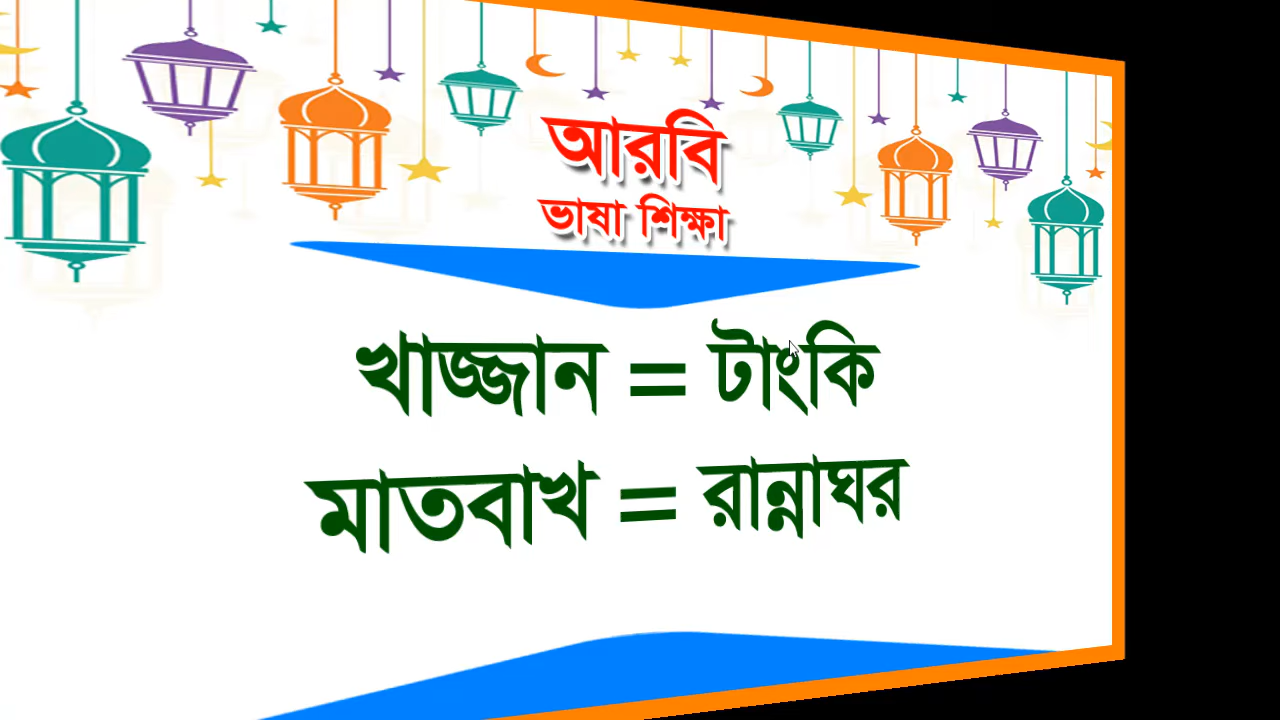 আরবি
ভাষা শিক্ষা
খাজ্জান = টাংকি
মাতবাখ = রান্নাঘর